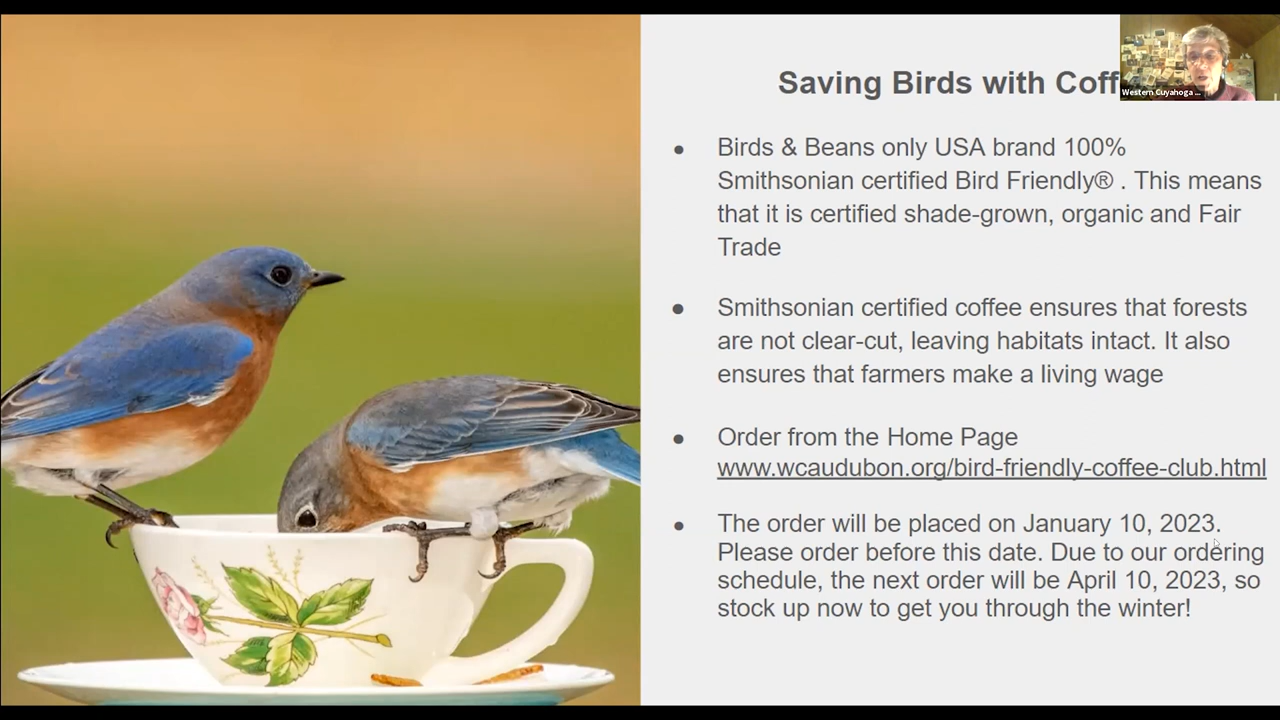 Saving Birds with Coff
Western Cuyahoga ...
• Birds & Beans only USA brand 100%
Smithsonian certified Bird Friendly® . This means
that it is certified shade-grown, organic and Fair
Trade
• Smithsonian certified coffee ensures that forests
are not clear-cut, leaving habitats intact. It also
ensures that farmers make a living wage
• Order from the Home Page
www.wcaudubon.org/bird-friendly-coffee-club.html
• The order will be placed on January 10, 2023.
Please order before this date. Due to our ordering
schedule, the next order will be April 10, 2023, so
stock up now to get you through the winter!